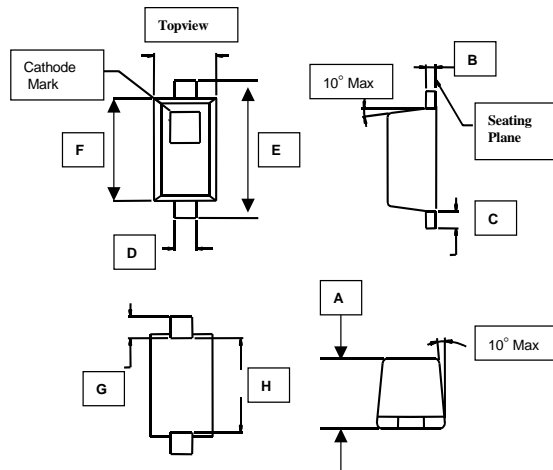 Topview
B
Cathode
Mark
10° Max
Seating
Plane
F
E
C
D
A
10° Max
G
H